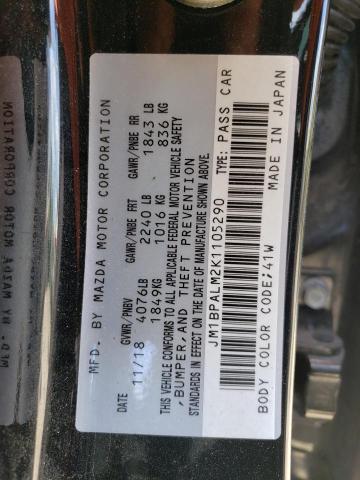 MFD. BY MAZDA MOTOR CORPORATION
DATE GVWR/PNBV GAWR/PNBE FRT GAWR/PNBE RR
11/18 4076LB 2240 LB 1843 LB
1849KG 1016 KG 836 KG
THIS VEHICLE CONFORMS TO ALL APPLICABLE FEDERAL MOTOR VEHICLE SAFETY
,BUMPER,AND THEFT PREVENTION
STANDARDS IN EFFECT ON THE DATE OF MANUFACTURE SHOWN ABOVE.
JM1BPALM2K1105290 TYPE: PASS CAR
BODY COLOR CODE:41W MADE IN JAPAN